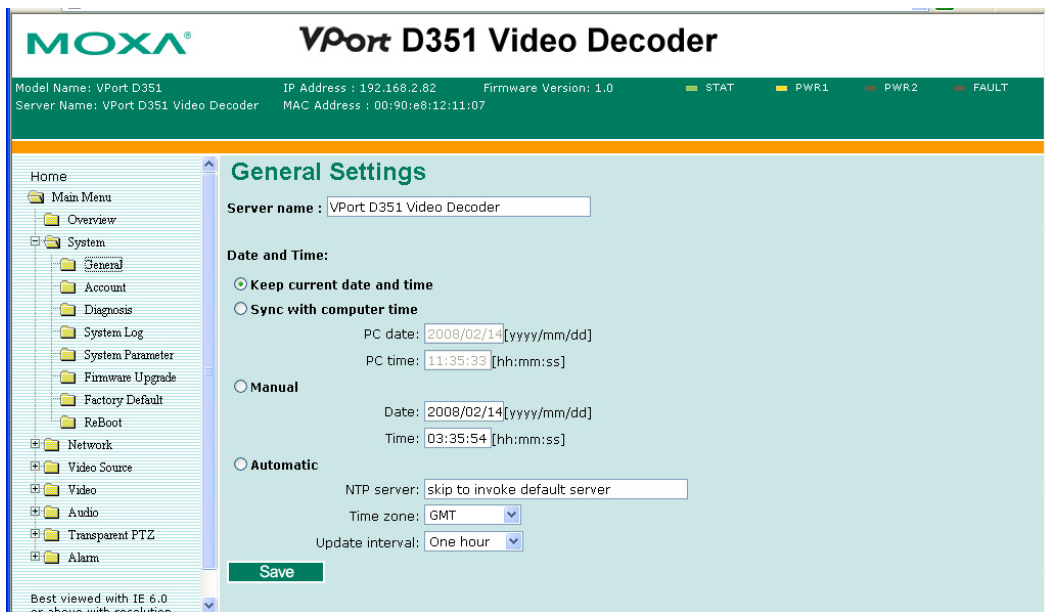 MOXA®
VPort D351 Video Decoder
Model Name: VPort D351
IP Address : 192.168.2.82
Firmware Version: 1.0
STAT
PWR1
PWR2
FAULT
Server Name: VPort D351 Video Decoder
MAC Address : 00:90:e8:12:11:07
Home
Main Menu
Overview
System
General
Account
Diagnosis
System Log
System Parameter
Firmware Upgrade
Factory Default
ReBoot
Network
Video Source
Video
Audio
Transparent PTZ
Alarm
Best viewed with IE 6.0
or above with resolution
General Settings
Server name : VPort D351 Video Decoder
Date and Time:
Keep current date and time
Sync with computer time
PC date: 2008/02/14 [yyyy/mm/dd]
PC time: 11:35:33 [hh:mm:ss]
Manual
Date: 2008/02/14 [yyyy/mm/dd]
Time: 03:35:54 [hh:mm:ss]
Automatic
NTP server: skip to invoke default server
Time zone: GMT
Update interval: One hour
Save